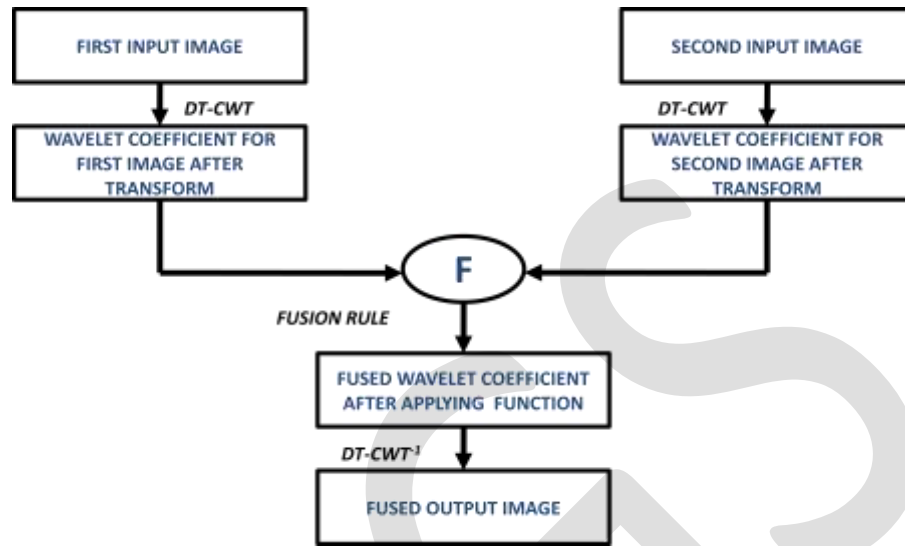 FIRST INPUT IMAGE
SECOND INPUT IMAGE
DT-CWT
DT-CWT
WAVELET COEFFICIENT FOR
FIRST IMAGE AFTER
TRANSFORM
WAVELET COEFFICIENT FOR
SECOND IMAGE AFTER
TRANSFORM
F
FUSION RULE
FUSED WAVELET COEFFICIENT
AFTER APPLYING FUNCTION
DT-CWT⁻¹
FUSED OUTPUT IMAGE